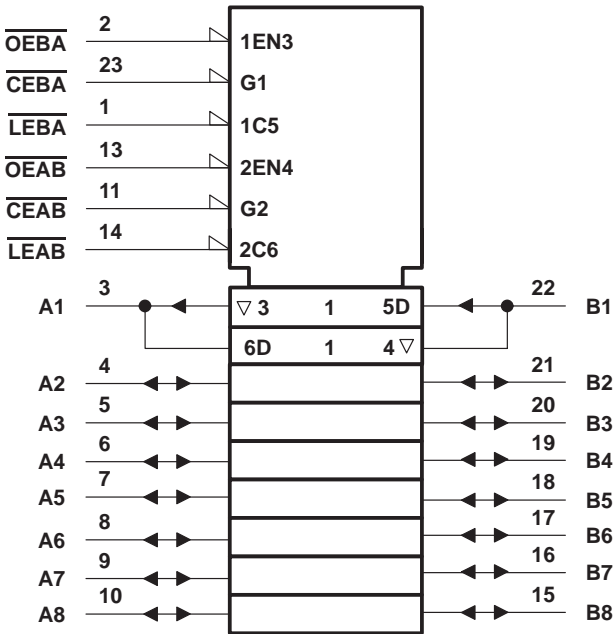 2
OEBA 1EN3
23
CEBA G1
1
LEBA 1C5
13
OEAB 2EN4
11
CEAB G2
14
LEAB 2C6
3 22
A1 ▽ 3 1 5D B1
6D 1 4 ▽
4 21
A2 B2
5 20
A3 B3
6 19
A4 B4
7 18
A5 B5
8 17
A6 B6
9 16
A7 B7
10 15
A8 B8